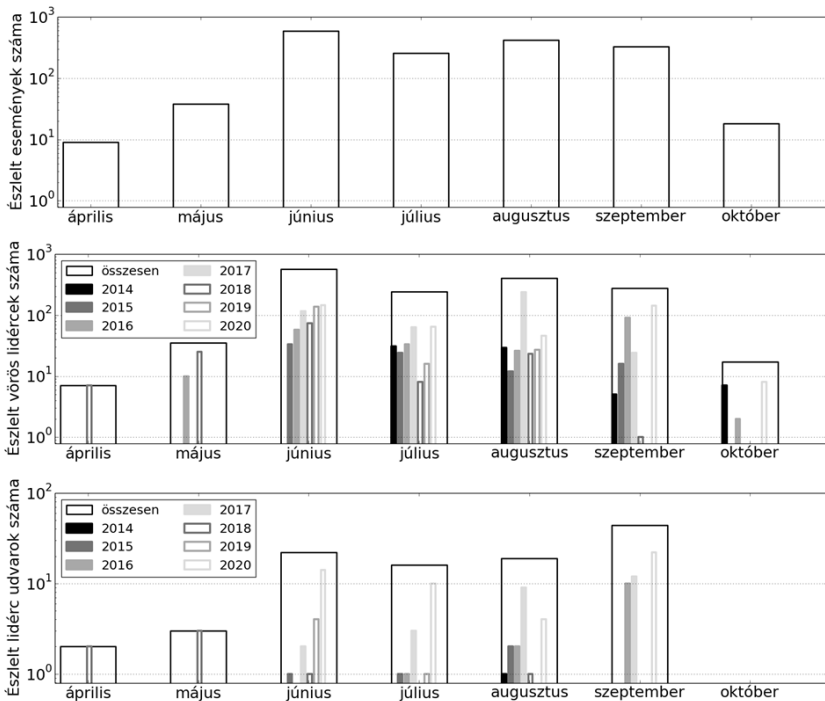 Észlelt események száma
10³
10²
10¹
10⁰
április május június július augusztus szeptember október
Észlelt vörös lidércek száma
10³
10²
10¹
10⁰
összesen 2017
2014 2018
2015 2019
2016 2020
április május június július augusztus szeptember október
Észlelt lidérc udvarok száma
10²
10¹
10⁰
összesen 2017
2014 2018
2015 2019
2016 2020
április május június július augusztus szeptember október